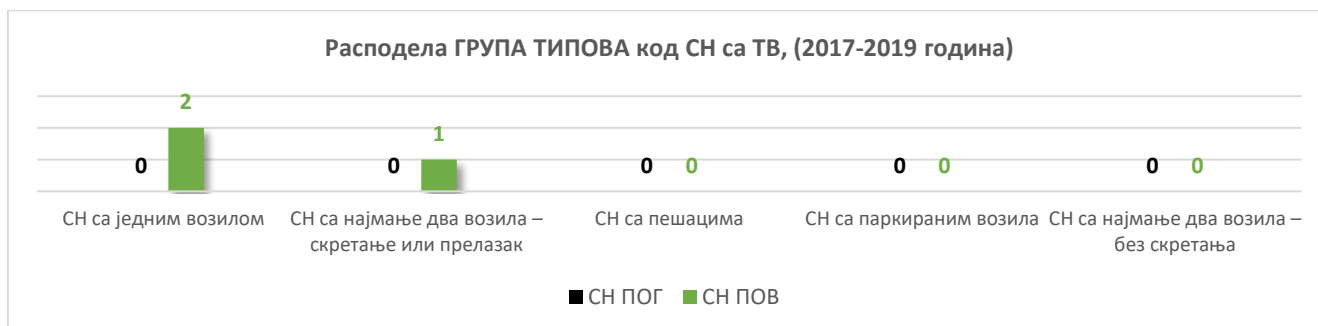 Расподела ГРУПА ТИПОВА код СН са ТВ, (2017-2019 година)
2
1
0 0 0 0 0 0 0 0
СН са једним возилом
СН са најмање два возила –
скретање или прелазак
СН са пешацима
СН са паркираним возила
СН са најмање два возила –
без скретања
СН ПОГ СН ПОВ